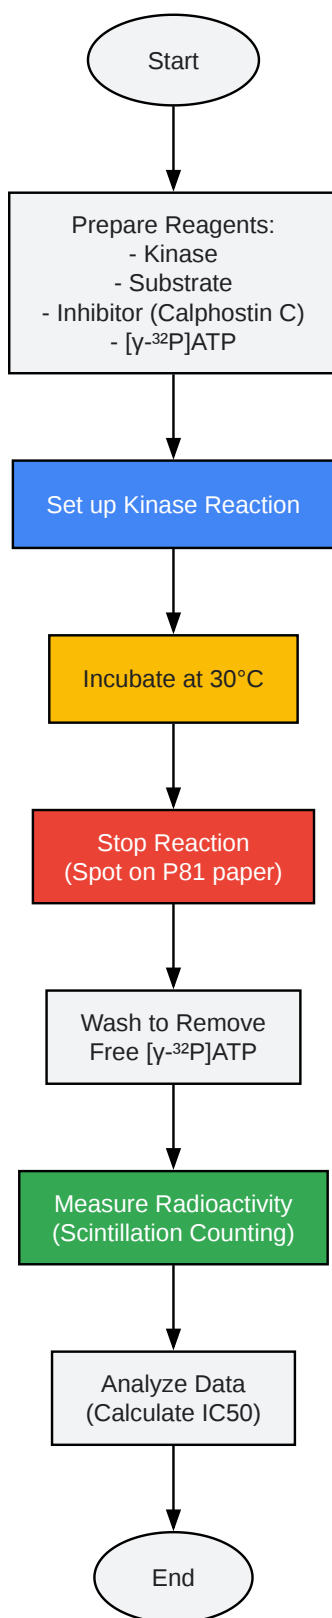 Start
Prepare Reagents:
- Kinase
- Substrate
- Inhibitor (Calphostin C)
- [γ-³²P]ATP
Set up Kinase Reaction
Incubate at 30°C
Stop Reaction
(Spot on P81 paper)
Wash to Remove
Free [γ-³²P]ATP
Measure Radioactivity
(Scintillation Counting)
Analyze Data
(Calculate IC50)
End